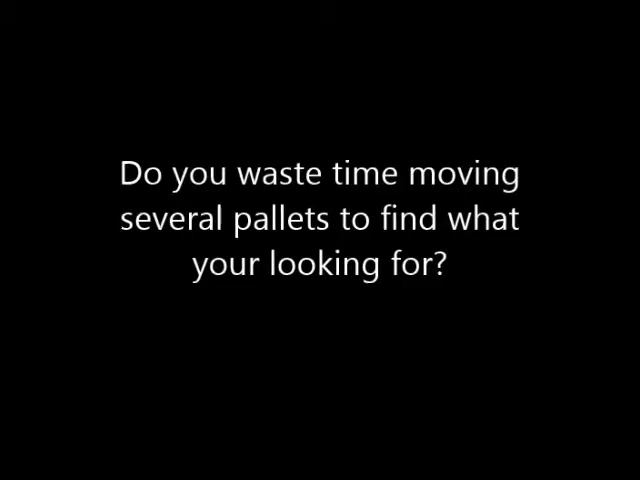 Do you waste time moving
several pallets to find what
your looking for?